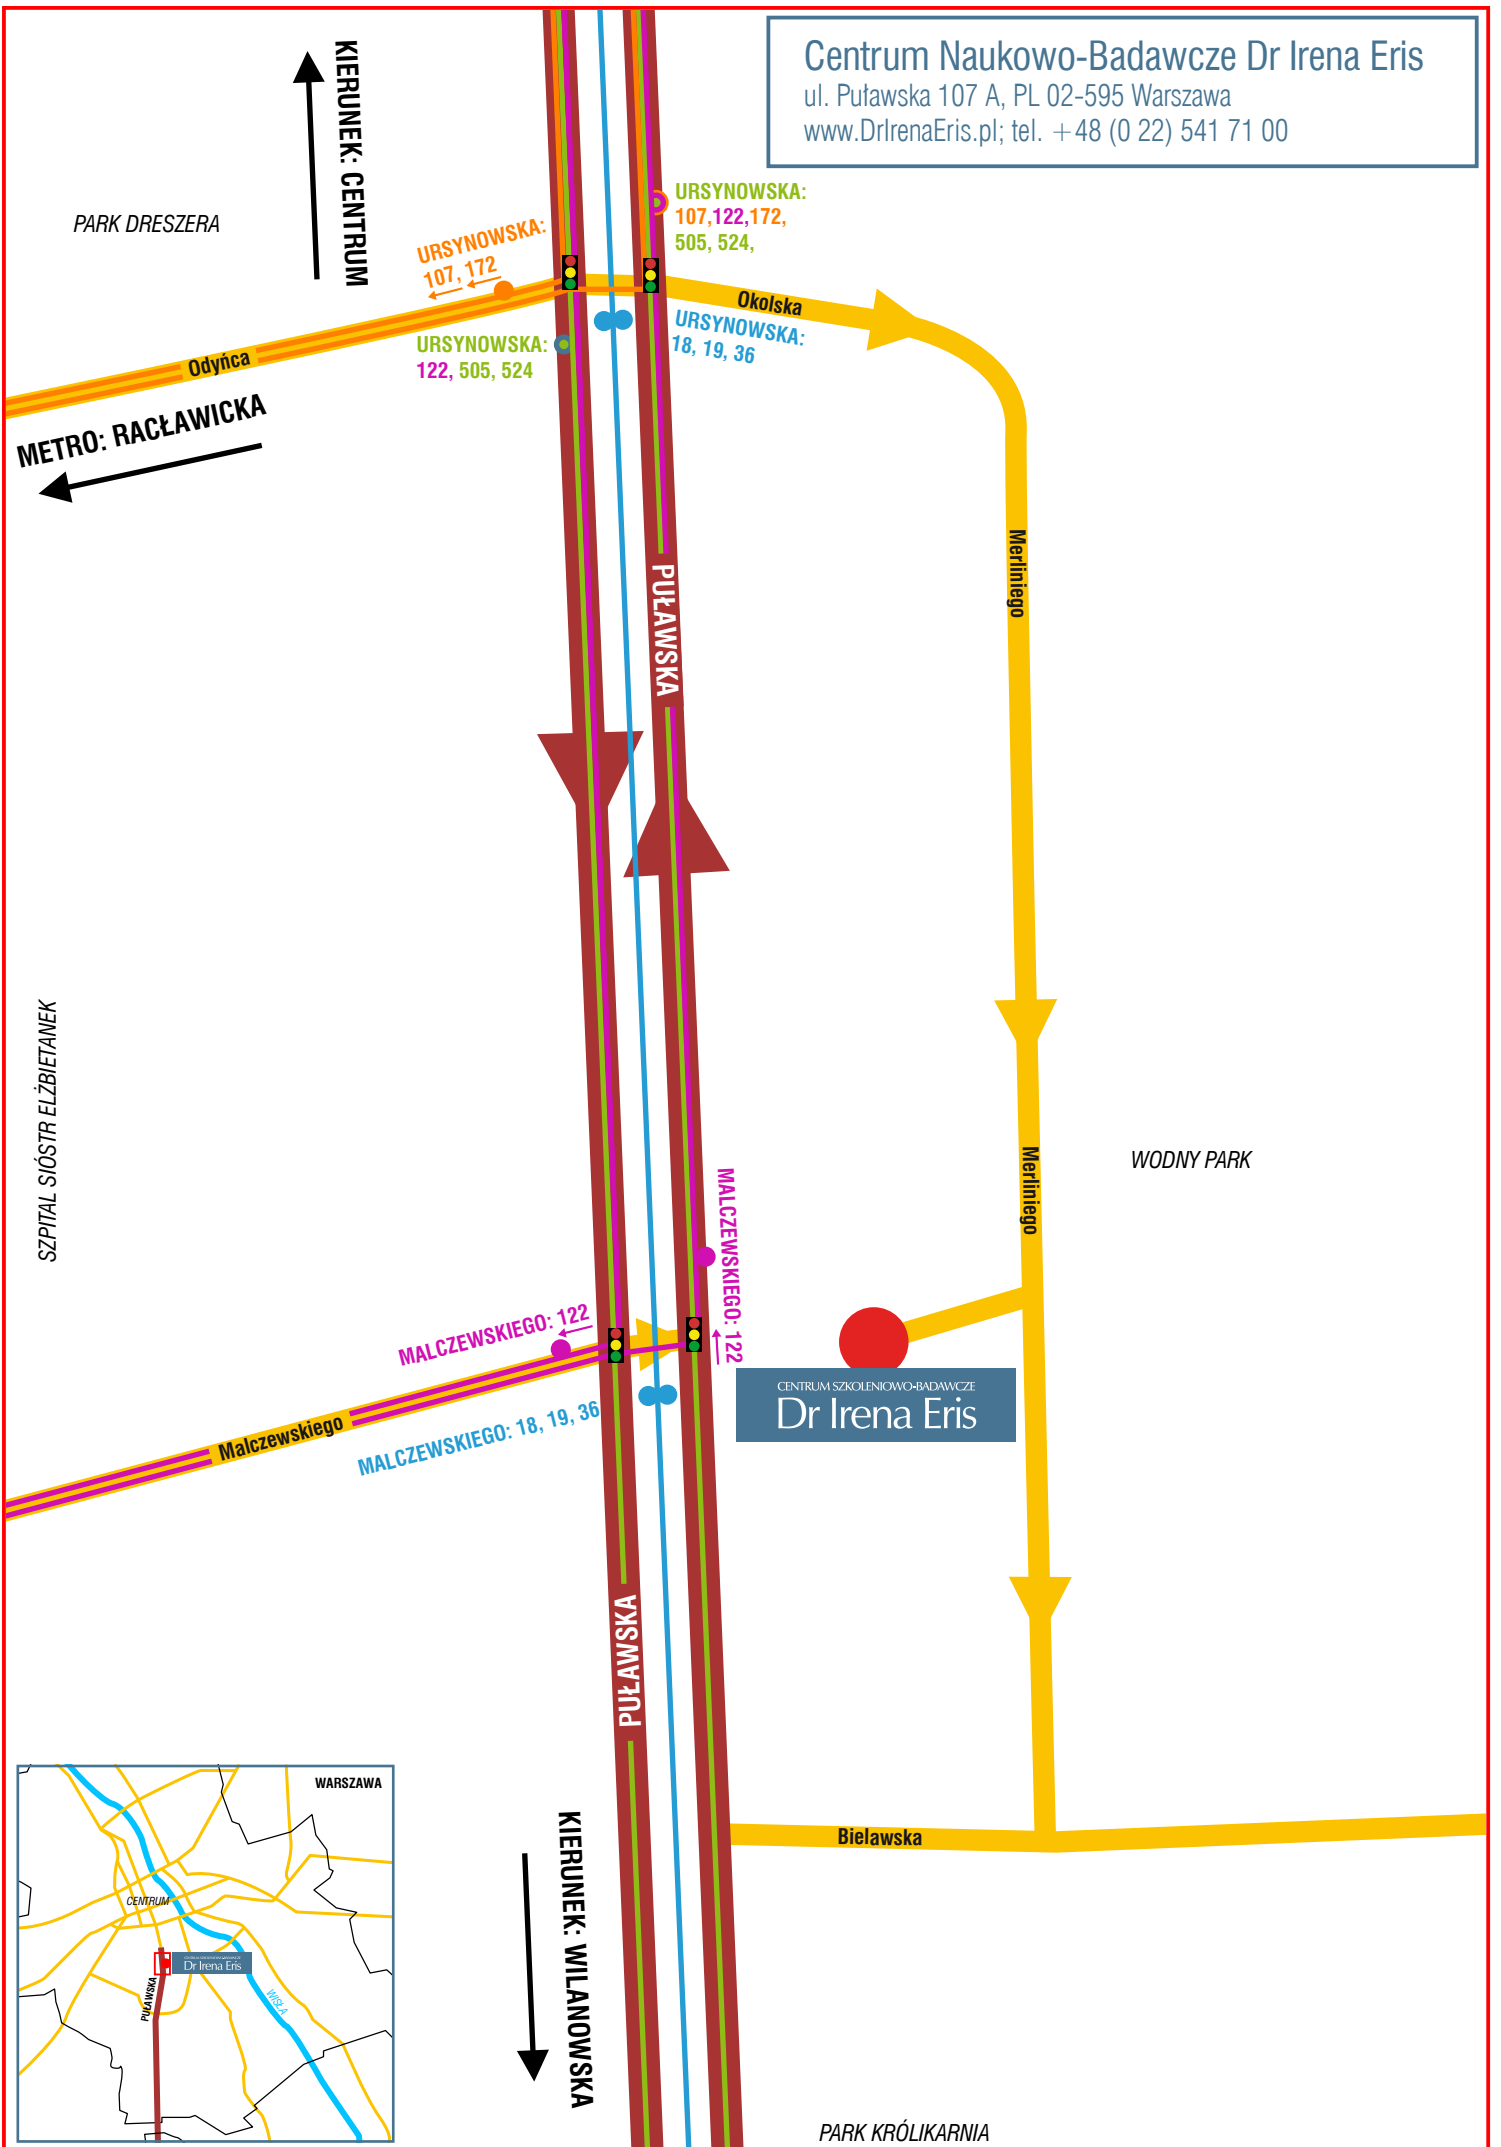 Centrum Naukowo-Badawcze Dr Irena Eris
ul. Puławska 107 A, PL 02-595 Warszawa
www.DrIrenaEris.pl; tel. +48 (0 22) 541 71 00
KIERUNEK: CENTRUM
PARK DRESZERA
URSYNOWSKA:
107,122,172,
505, 524,
URSYNOWSKA:
107, 172
Okolska
URSYNOWSKA:
18, 19, 36
URSYNOWSKA:
122, 505, 524
Odyńca
METRO: RACŁAWICKA
Merliniego
PUŁAWSKA
SZPITAL SIÓSTR ELŻBIETANEK
WODNY PARK
Merliniego
MALCZEWSKIEGO: 122
MALCZEWSKIEGO: 122
CENTRUM SZKOLENIOWO-BADAWCZE
Dr Irena Eris
Malczewskiego
MALCZEWSKIEGO: 18, 19, 36
PUŁAWSKA
Bielawska
KIERUNEK: WILANOWSKA
WARSZAWA
CENTRUM
CENTRUM SZKOLENIOWO-BADAWCZE
Dr Irena Eris
PUŁAWSKA
WISŁA
PARK KRÓLIKARNIA